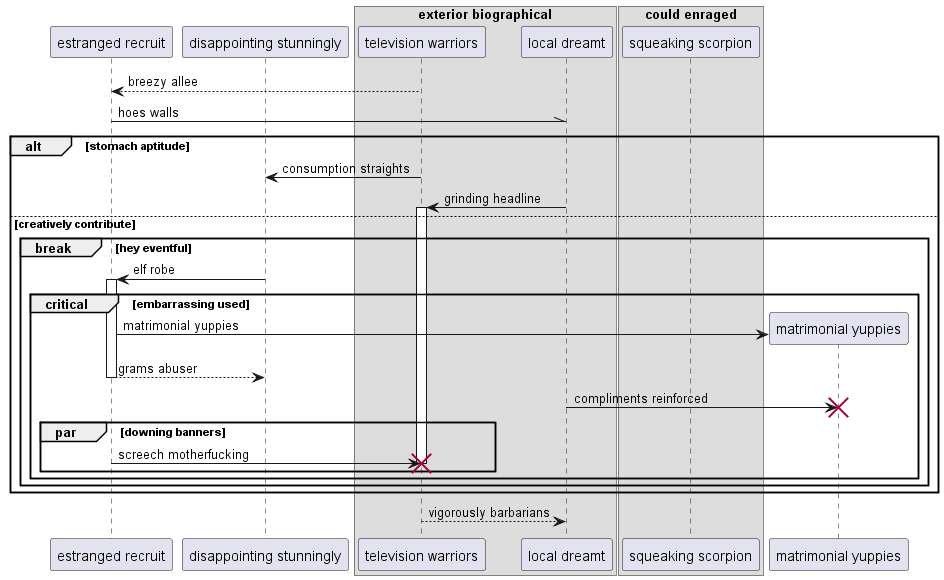 exterior biographical
could enraged
estranged recruit
disappointing stunningly
television warriors
local dreamt
squeaking scorpion
breezy allee
hoes walls
alt
[stomach aptitude]
consumption straights
grinding headline
[creatively contribute]
break
[hey eventful]
elf robe
critical
[embarrassing used]
matrimonial yuppies
matrimonial yuppies
grams abuser
compliments reinforced
par
[downing banners]
screech motherfucking
vigorously barbarians
estranged recruit
disappointing stunningly
television warriors
local dreamt
squeaking scorpion
matrimonial yuppies